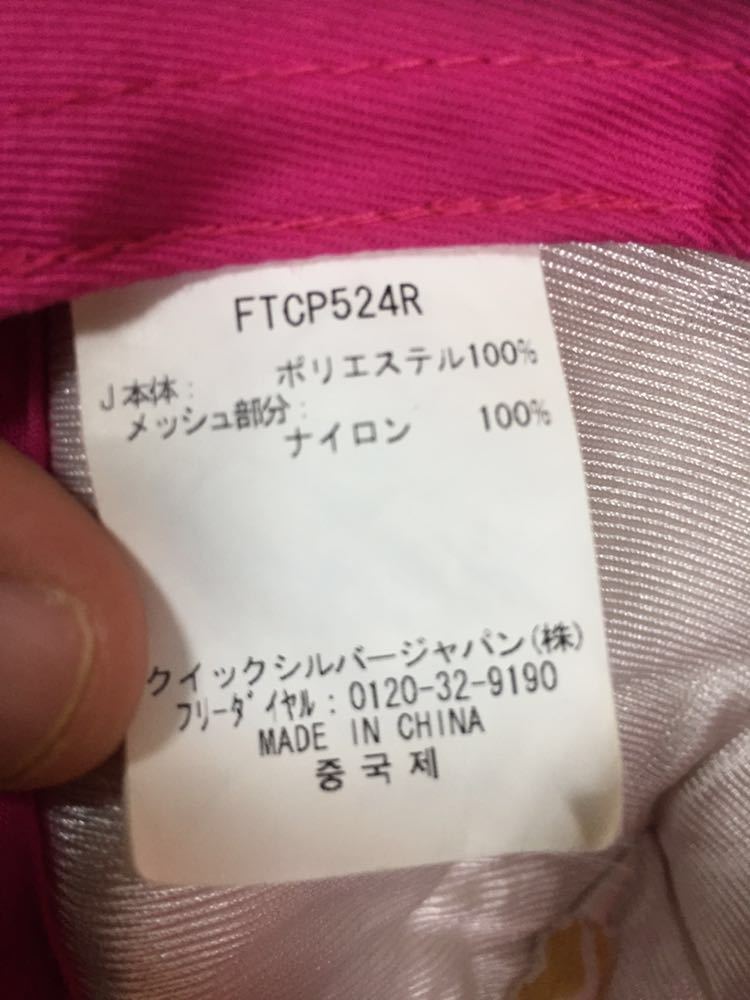 FTCP524R
J本体: ポリエステル100%
メッシュ部分:
ナイロン 100%
クイックシルバージャパン(株)
フリーダイヤル:0120-32-9190
MADE IN CHINA
중국제